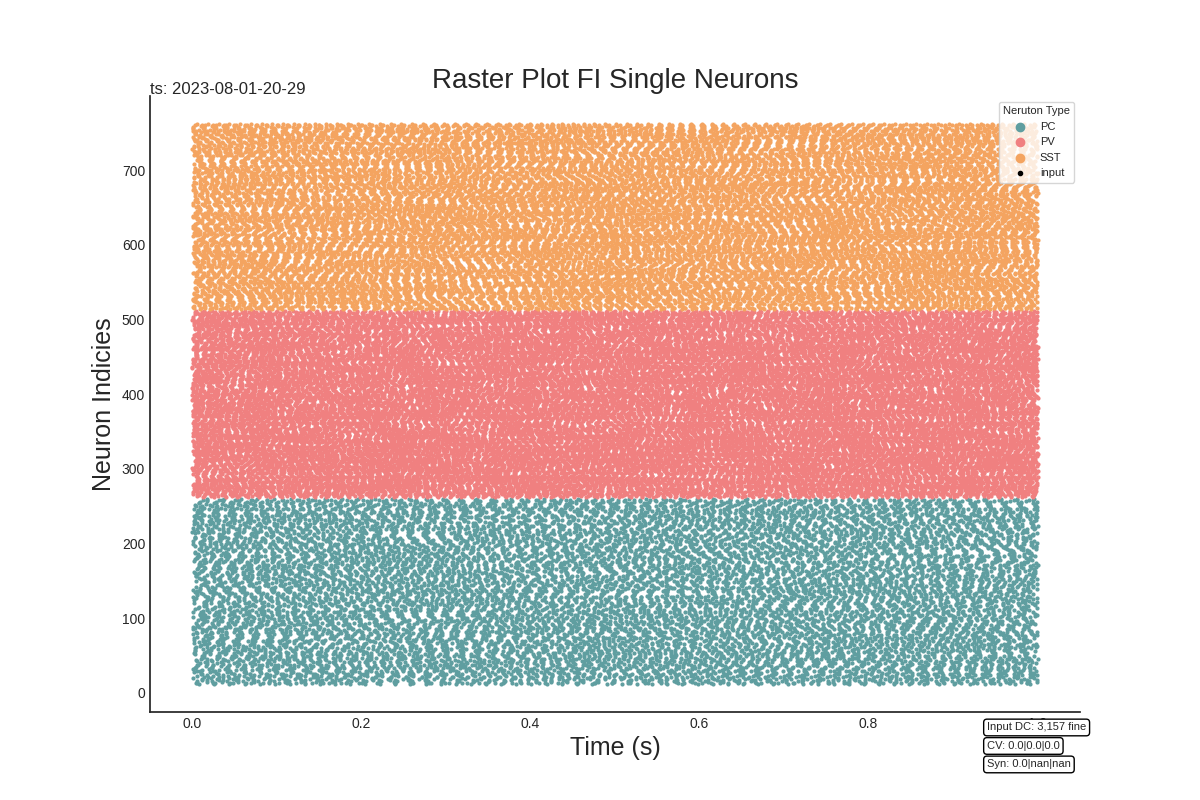 Raster Plot FI Single Neurons
ts: 2023-08-01-20-29
Neruton Type
PC
PV
SST
input
Neuron Indicies
700
600
500
400
300
200
100
0
0.0 0.2 0.4 0.6 0.8
Time (s)
Input DC: 3,157 fine
CV: 0.0|0.0|0.0
Syn: 0.0|nan|nan